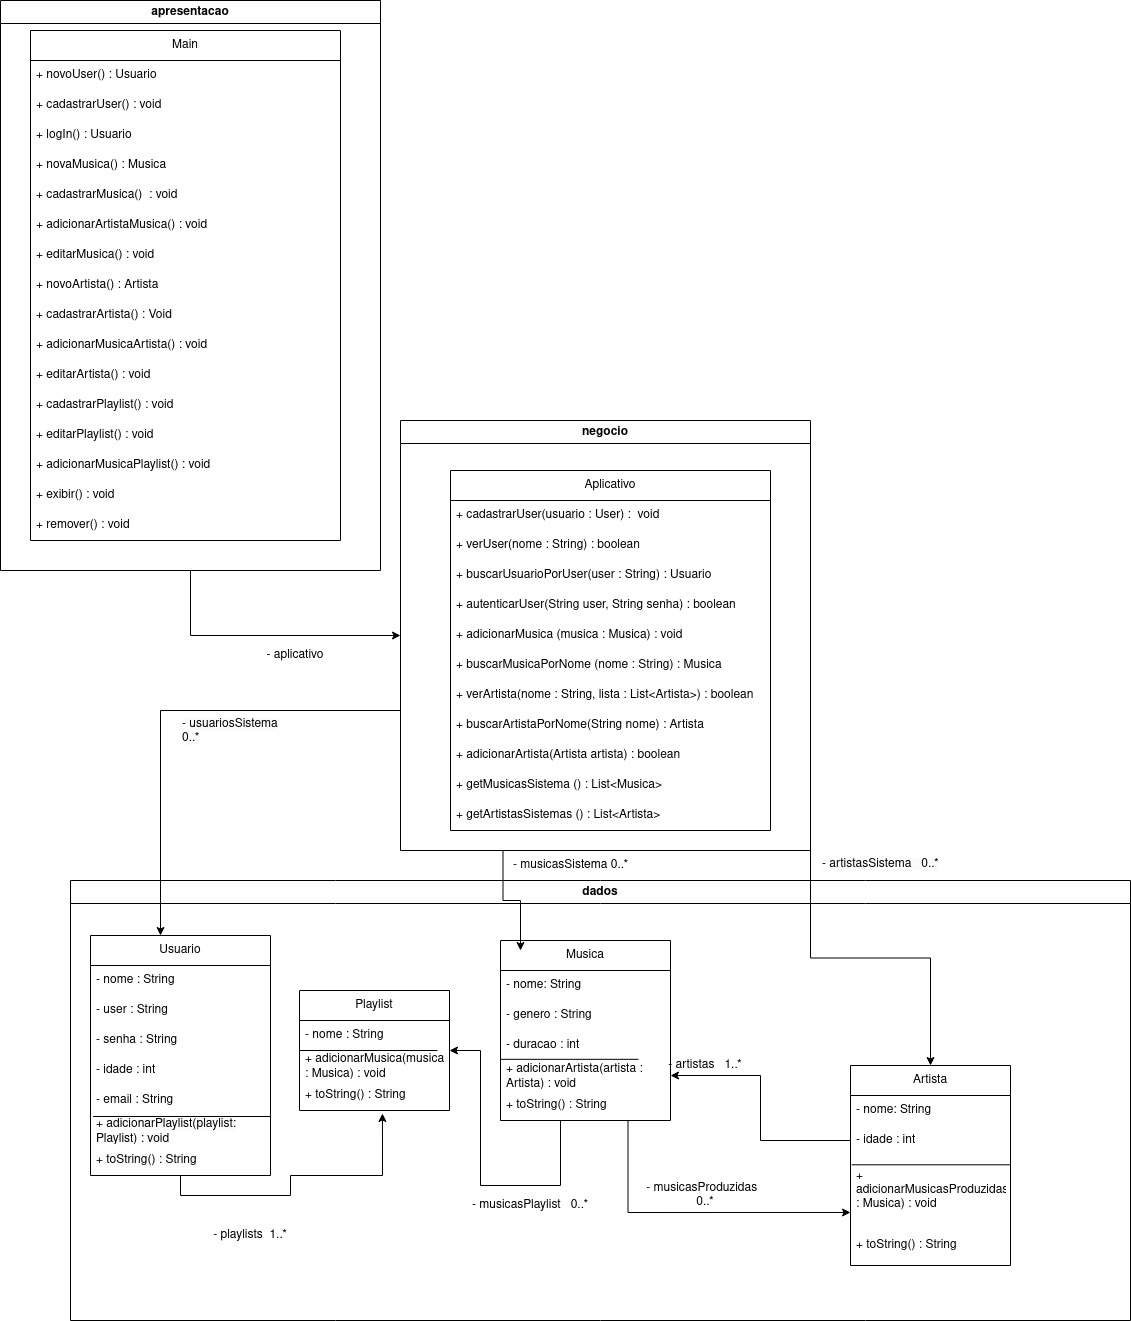 apresentacao
Main
+ novoUser() : Usuario
+ cadastrarUser() : void
+ logIn() : Usuario
+ novaMusica() : Musica
+ cadastrarMusica()  : void
+ adicionarArtistaMusica() : void
+ editarMusica() : void
+ novoArtista() : Artista
+ cadastrarArtista() : Void
+ adicionarMusicaArtista() : void
+ editarArtista() : void
+ cadastrarPlaylist() : void
+ editarPlaylist() : void
+ adicionarMusicaPlaylist() : void
+ exibir() : void
+ remover() : void
negocio
Aplicativo
+ cadastrarUser(usuario : User) :  void
+ verUser(nome : String) : boolean
+ buscarUsuarioPorUser(user : String) : Usuario
+ autenticarUser(String user, String senha) : boolean
+ adicionarMusica (musica : Musica) : void
+ buscarMusicaPorNome (nome : String) : Musica
+ verArtista(nome : String, lista : List<Artista>) : boolean
+ buscarArtistaPorNome(String nome) : Artista
+ adicionarArtista(Artista artista) : boolean
+ getMusicasSistema () : List<Musica>
+ getArtistasSistemas () : List<Artista>
- aplicativo
- usuariosSistema
0..*
- musicasSistema 0..*
- artistasSistema   0..*
dados
Usuario
- nome : String
- user : String
- senha : String
- idade : int
- email : String
+ adicionarPlaylist(playlist:
Playlist) : void
+ toString() : String
Playlist
- nome : String
+ adicionarMusica(musica
: Musica) : void
+ toString() : String
Musica
- nome: String
- genero : String
- duracao : int
+ adicionarArtista(artista :
Artista) : void
+ toString() : String
- artistas   1..*
Artista
- nome: String
- idade : int
+
adicionarMusicasProduzidas
: Musica) : void
+ toString() : String
- musicasProduzidas
0..*
- musicasPlaylist   0..*
- playlists  1..*